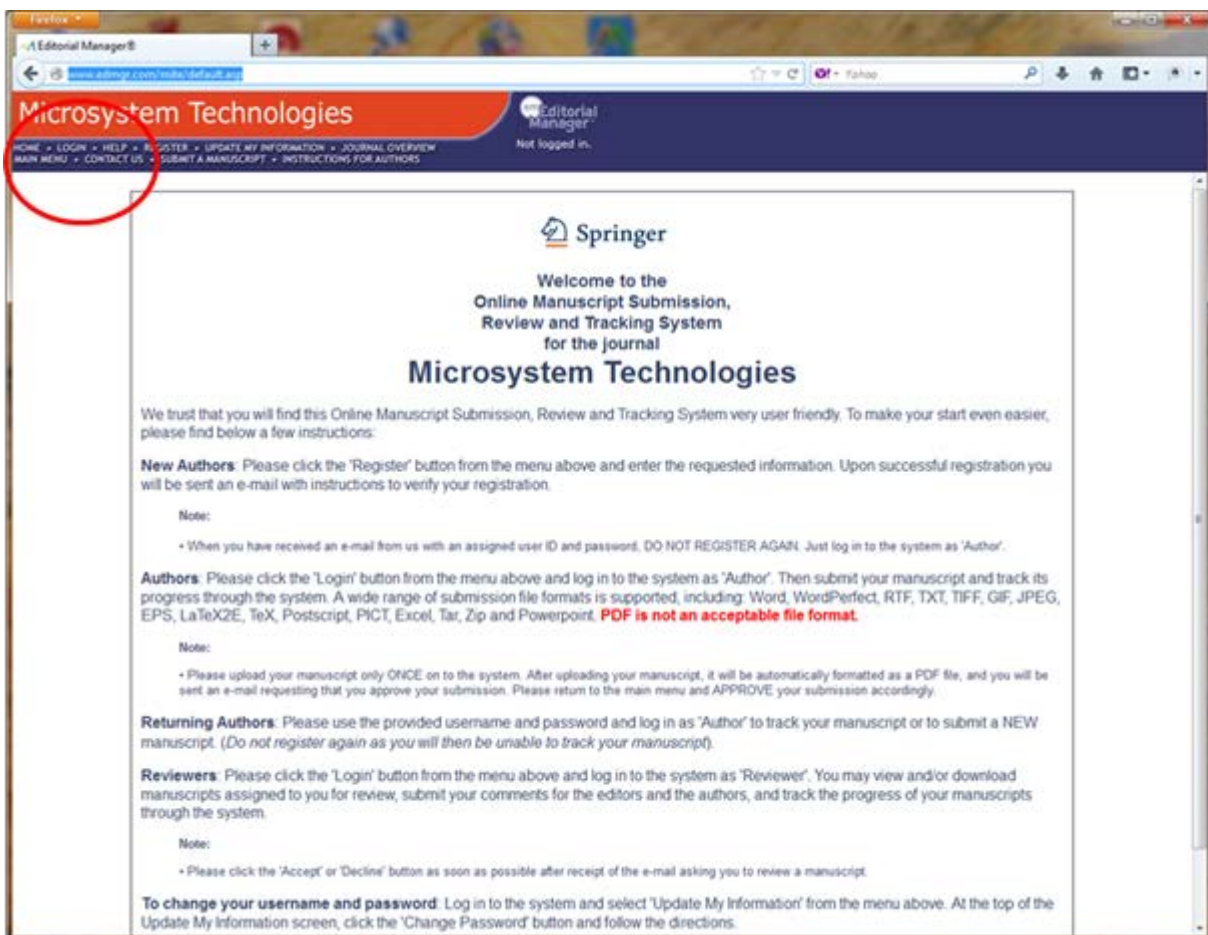 Firefox
Editorial Manager®
www.edmgr.com/mite/default.asp
Yahoo
Microsystem Technologies
Editorial
Manager
HOME • LOGIN • HELP • REGISTER • UPDATE MY INFORMATION • JOURNAL OVERVIEW
Not logged in.
MAIN MENU • CONTACT US • SUBMIT A MANUSCRIPT • INSTRUCTIONS FOR AUTHORS
Springer
Welcome to the
Online Manuscript Submission,
Review and Tracking System
for the journal
Microsystem Technologies
We trust that you will find this Online Manuscript Submission, Review and Tracking System very user friendly. To make your start even easier,
please find below a few instructions:
New Authors: Please click the 'Register' button from the menu above and enter the requested information. Upon successful registration you
will be sent an e-mail with instructions to verify your registration.
Note:
• When you have received an e-mail from us with an assigned user ID and password, DO NOT REGISTER AGAIN. Just log in to the system as 'Author'.
Authors: Please click the 'Login' button from the menu above and log in to the system as 'Author'. Then submit your manuscript and track its
progress through the system. A wide range of submission file formats is supported, including: Word, WordPerfect, RTF, TXT, TIFF, GIF, JPEG,
EPS, LaTeX2E, TeX, Postscript, PICT, Excel, Tar, Zip and Powerpoint. PDF is not an acceptable file format.
Note:
• Please upload your manuscript only ONCE on to the system. After uploading your manuscript, it will be automatically formatted as a PDF file, and you will be
sent an e-mail requesting that you approve your submission. Please return to the main menu and APPROVE your submission accordingly.
Returning Authors: Please use the provided username and password and log in as 'Author' to track your manuscript or to submit a NEW
manuscript. (Do not register again as you will then be unable to track your manuscript).
Reviewers: Please click the 'Login' button from the menu above and log in to the system as 'Reviewer'. You may view and/or download
manuscripts assigned to you for review, submit your comments for the editors and the authors, and track the progress of your manuscripts
through the system.
Note:
• Please click the 'Accept' or 'Decline' button as soon as possible after receipt of the e-mail asking you to review a manuscript.
To change your username and password: Log in to the system and select 'Update My Information' from the menu above. At the top of the
Update My Information screen, click the 'Change Password' button and follow the directions.